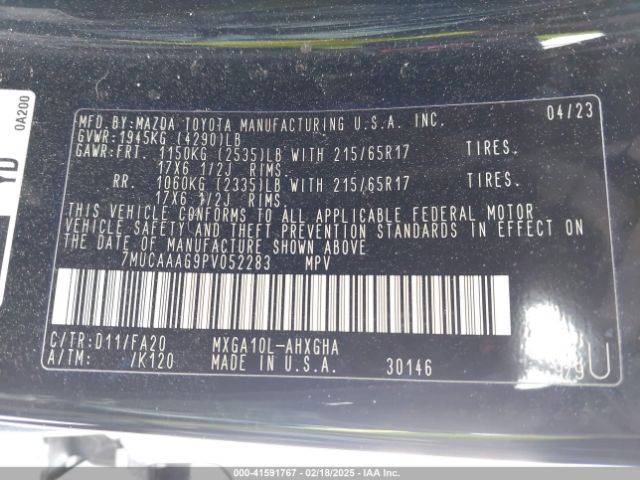 0A200
YD
MFD.BY:MAZDA TOYOTA MANUFACTURING U.S.A. INC. 04/23
GVWR:1945KG (4290)LB
GAWR:FRT. 1150KG (2535)LB WITH 215/65R17 TIRES.
17X6 1/2J RIMS.
RR. 1060KG (2335)LB WITH 215/65R17 TIRES.
17X6 1/2J RIMS.
THIS VEHICLE CONFORMS TO ALL APPLICABLE FEDERAL MOTOR
VEHICLE SAFETY AND THEFT PREVENTION STANDARDS IN EFFECT
ON THE DATE OF MANUFACTURE SHOWN ABOVE
7MUCAAAG9PV052283 MPV
C/TR:D11/FA20 MXGA10L-AHXGHA
A/TM: /K120 MADE IN U.S.A. 30146
U
000-41591767 - 02/18/2025 - IAA Inc.